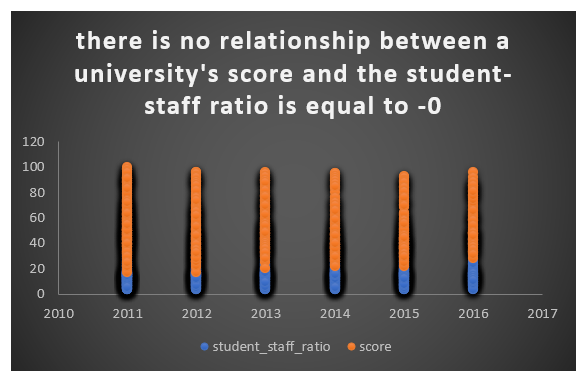 there is no relationship between a
university's score and the student-
staff ratio is equal to -0
120
100
80
60
40
20
0
2010 2011 2012 2013 2014 2015 2016 2017
student_staff_ratio score